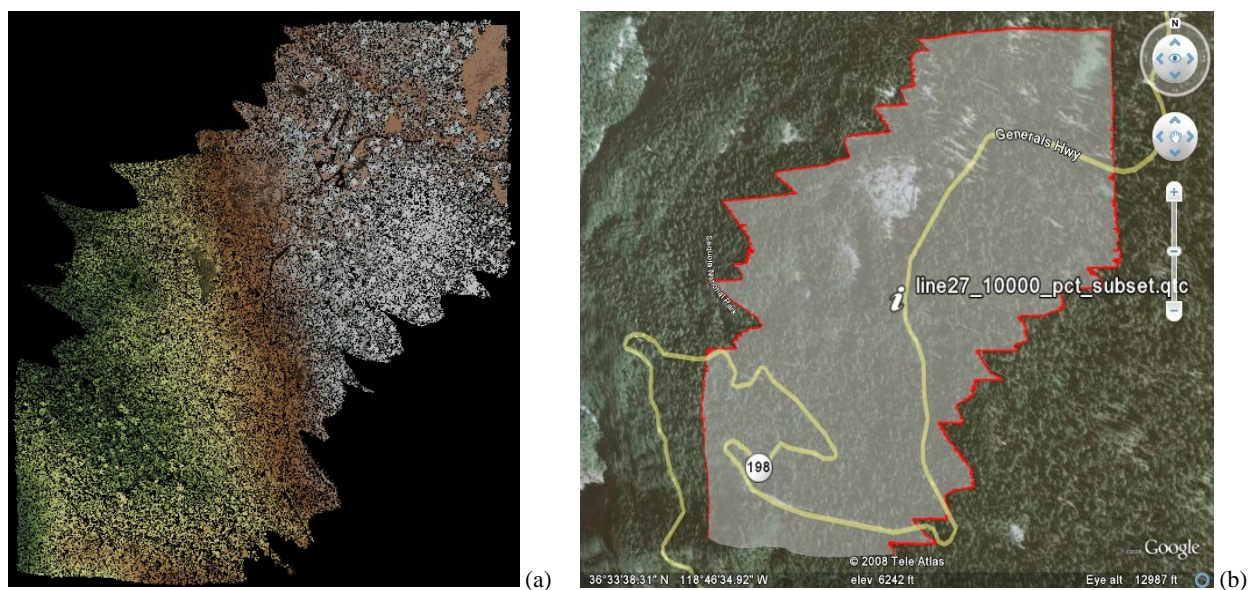 N
Generals Hwy
Sequoia National Park
line27_10000_pct_subset.qtc
198
© 2008 Tele Atlas
Google
36°33'38.31" N 118°46'34.92" W elev 6242 ft Eye alt 12987 ft
(a)
(b)